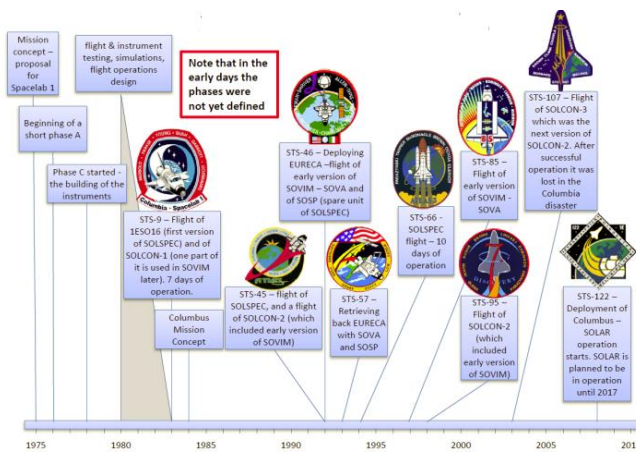 Mission
concept –
proposal
for
Spacelab 1
flight & instrument
testing, simulations,
flight operations
design
Note that in the
early days the
phases were
not yet defined
Beginning of a
short phase A
Phase C started -
the building of the
instruments
Columbia - Spacelab 1
STS-9 – Flight of
1ESO16 (first version
of SOLSPEC) and of
SOLCON-1 (one part of
it is used in SOVIM
later). 7 days of
operation.
Columbus
Mission
Concept
STS-46 – Deploying
EURECA –flight of
early version of
SOVIM – SOVA and
of SOSP (spare unit of
SOLSPEC)
STS-45 – flight of
SOLSPEC, and a flight
of SOLCON-2 (which
included early version
of SOVIM)
STS-57 –
Retrieving
back EURECA
with SOVA
and SOSP
STS-66 -
SOLSPEC
flight – 10
days of
operation
STS-85 –
Flight of
early version
of SOVIM -
SOVA
DISCOVERY
STS-95 –
Flight of
SOLCON-2
(which
included
early version
of SOVIM)
STS-107 – Flight
of SOLCON-3
which was the
next version of
SOLCON-2. After
successful
operation it was
lost in the
Columbia
disaster
STS-122 –
Deployment of
Columbus –
SOLAR
operation
starts. SOLAR is
planned to be
in operation
until 2017
1975 1980 1985 1990 1995 2000 2005 201